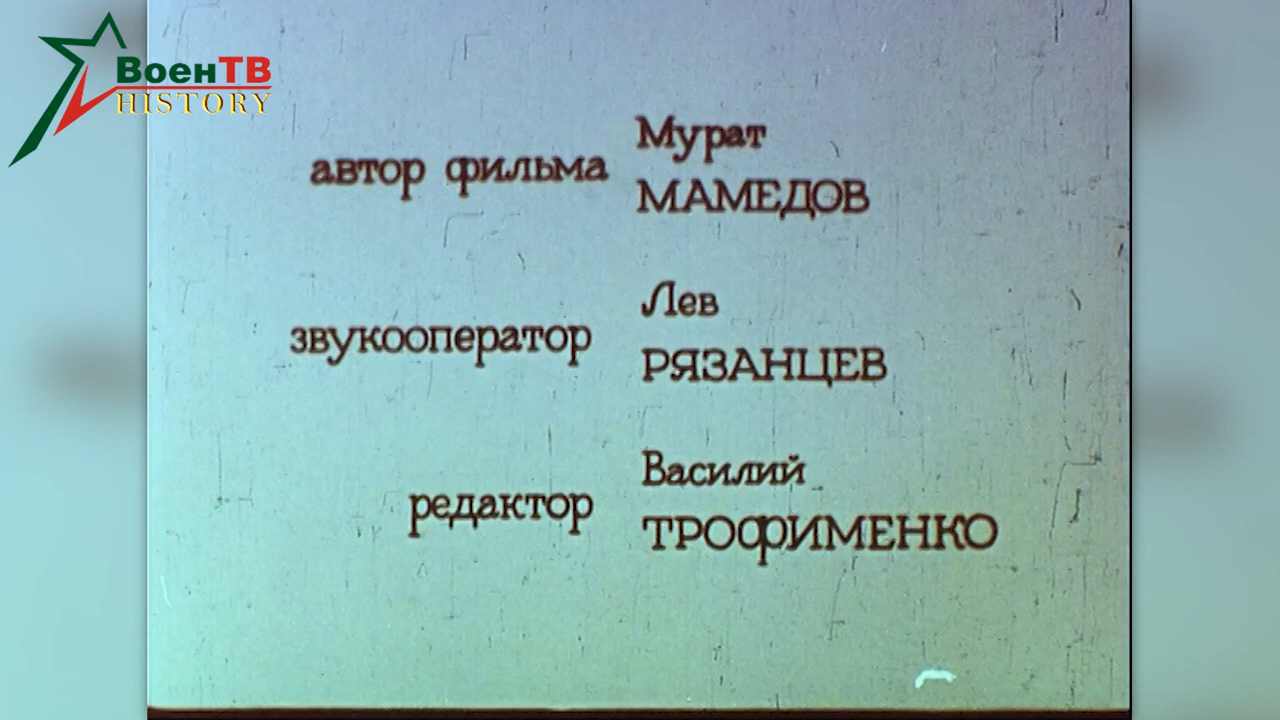 ВоенТВ
HISTORY
автор фильма Мурат
МАМЕДОВ
звукооператор Лев
РЯЗАНЦЕВ
редактор Василий
ТРОФИМЕНКО